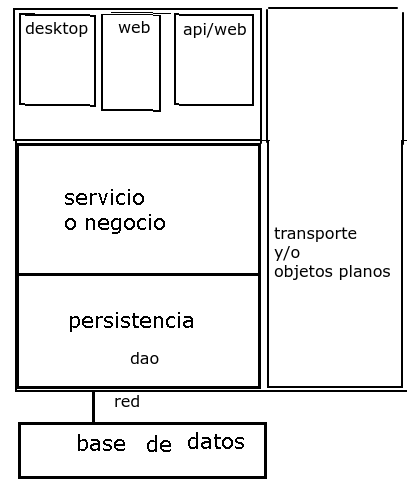 desktop
web
api/web
servicio
o negocio
transporte
y/o
objetos planos
persistencia
dao
red
base de datos